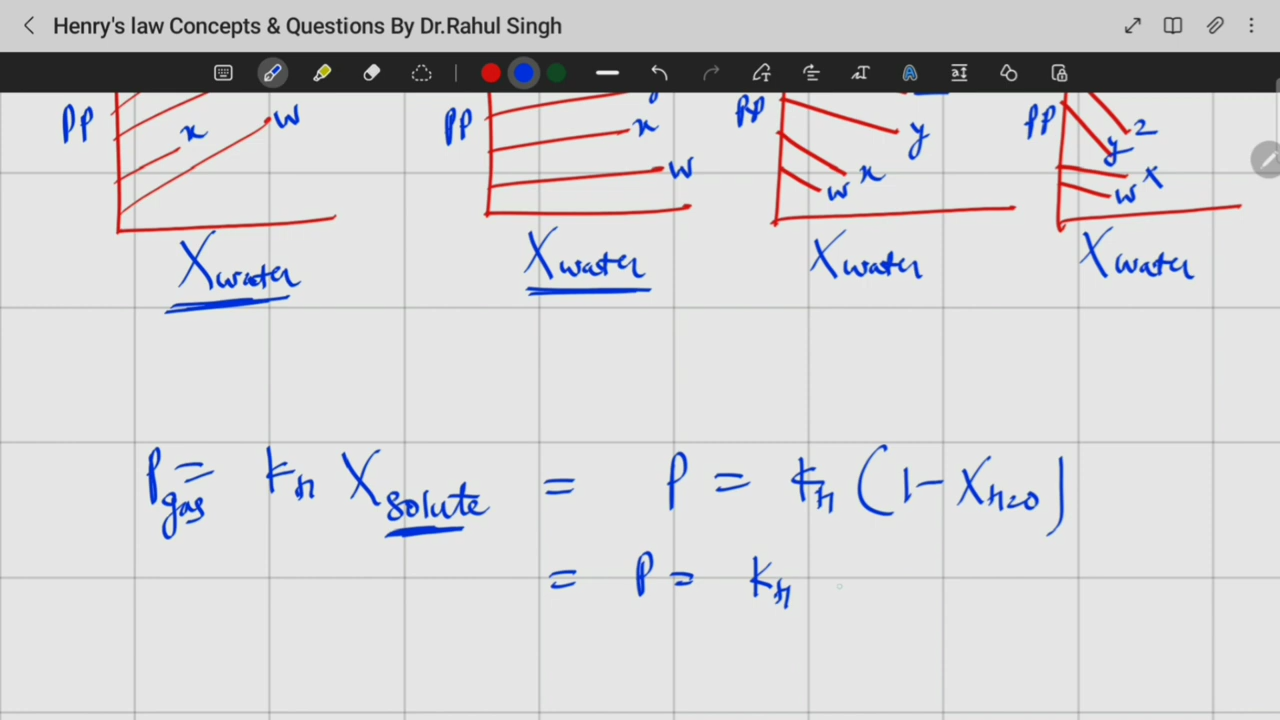 Henry's law Concepts & Questions By Dr.Rahul Singh
PP x w
PP x w
PP y x w
PP z y x w
Xwater Xwater Xwater Xwater
Pgas = KH Xsolute = P = KH (1 - XH2O)
= P = KH